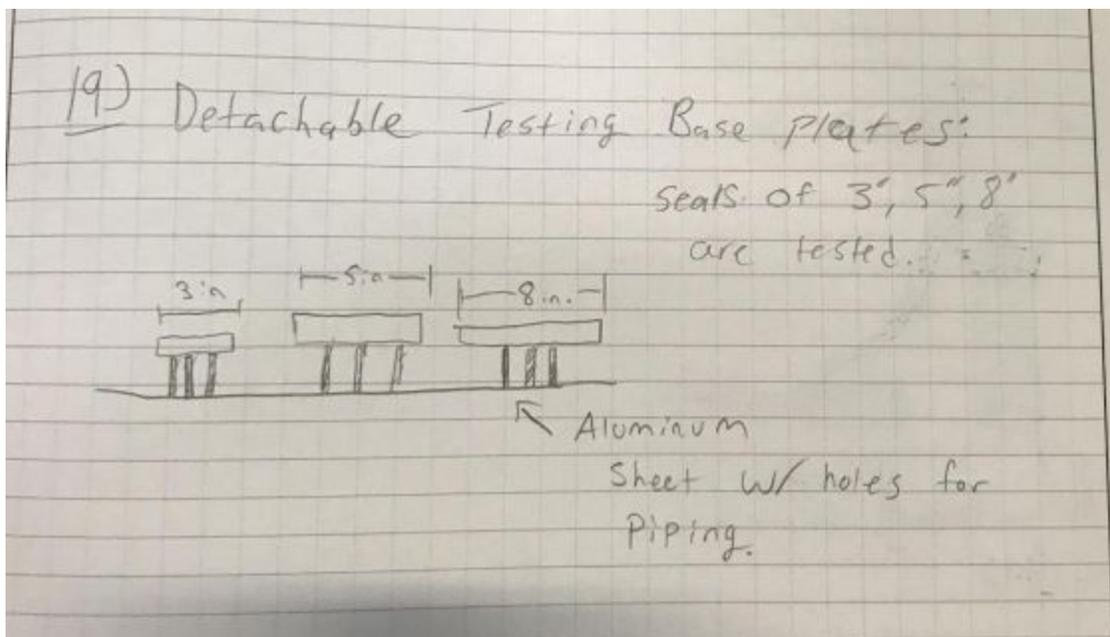 19) Detachable Testing Base plates:
seals of 3", 5", 8"
are tested.
3 in
5 in
8 in.
Aluminum
Sheet w/ holes for
Piping.